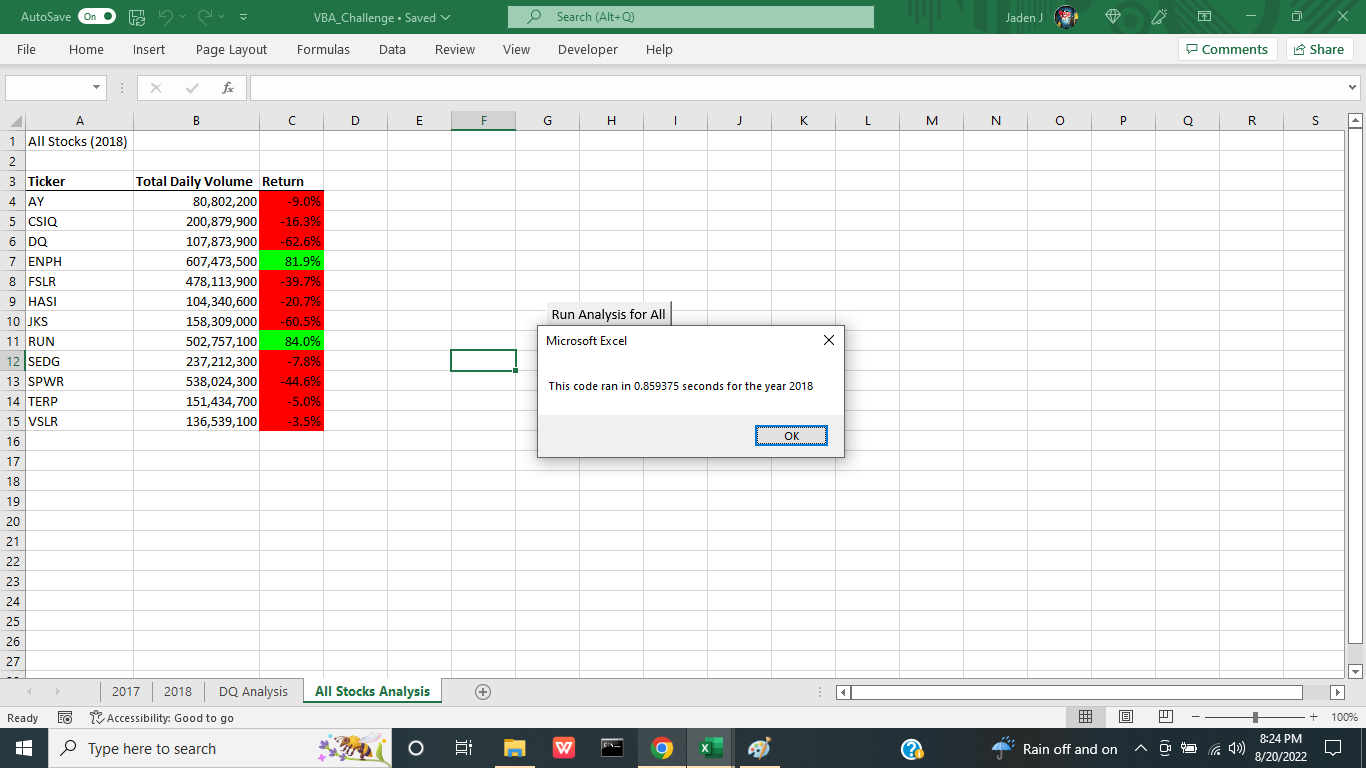 AutoSave On VBA_Challenge • Saved Search (Alt+Q) Jaden J
File Home Insert Page Layout Formulas Data Review View Developer Help Comments Share
fx
A B C D E F G H I J K L M N O P Q R S
1 All Stocks (2018)
2
3 Ticker Total Daily Volume Return
4 AY 80,802,200 -9.0%
5 CSIQ 200,879,900 -16.3%
6 DQ 107,873,900 -62.6%
7 ENPH 607,473,500 81.9%
8 FSLR 478,113,900 -39.7%
9 HASI 104,340,600 -20.7%
10 JKS 158,309,000 -60.5%
11 RUN 502,757,100 84.0%
12 SEDG 237,212,300 -7.8%
13 SPWR 538,024,300 -44.6%
14 TERP 151,434,700 -5.0%
15 VSLR 136,539,100 -3.5%
16
17
18
19
20
21
22
23
24
25
26
27
Run Analysis for All
Microsoft Excel
This code ran in 0.859375 seconds for the year 2018
OK
2017 2018 DQ Analysis All Stocks Analysis
Ready Accessibility: Good to go 100%
Type here to search Rain off and on 8:24 PM
8/20/2022